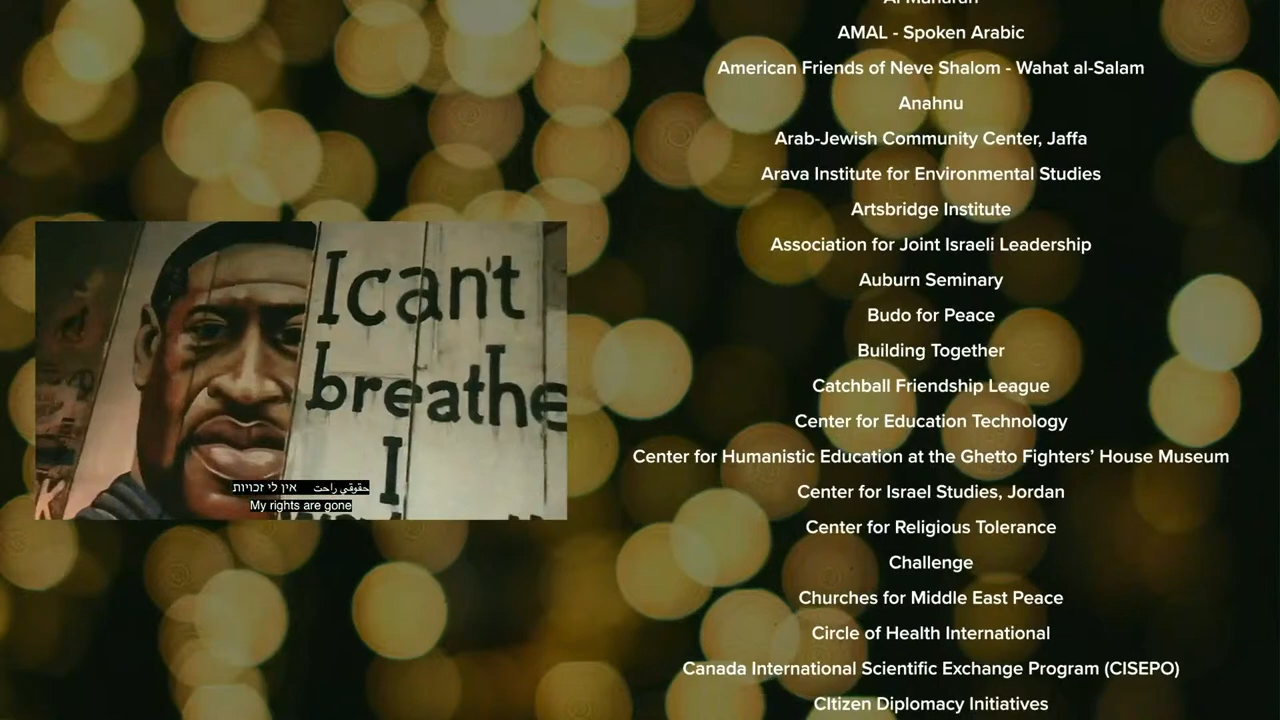 AMAL - Spoken Arabic
American Friends of Neve Shalom - Wahat al-Salam
Anahnu
Arab-Jewish Community Center, Jaffa
Arava Institute for Environmental Studies
Artsbridge Institute
Association for Joint Israeli Leadership
Auburn Seminary
Budo for Peace
Building Together
Catchball Friendship League
Center for Education Technology
Center for Humanistic Education at the Ghetto Fighters’ House Museum
Center for Israel Studies, Jordan
Center for Religious Tolerance
Challenge
Churches for Middle East Peace
Circle of Health International
Canada International Scientific Exchange Program (CISEPO)
CItizen Diplomacy Initiatives
I can't
breathe
I
אין לי זכויות حقوقي راحت
My rights are gone